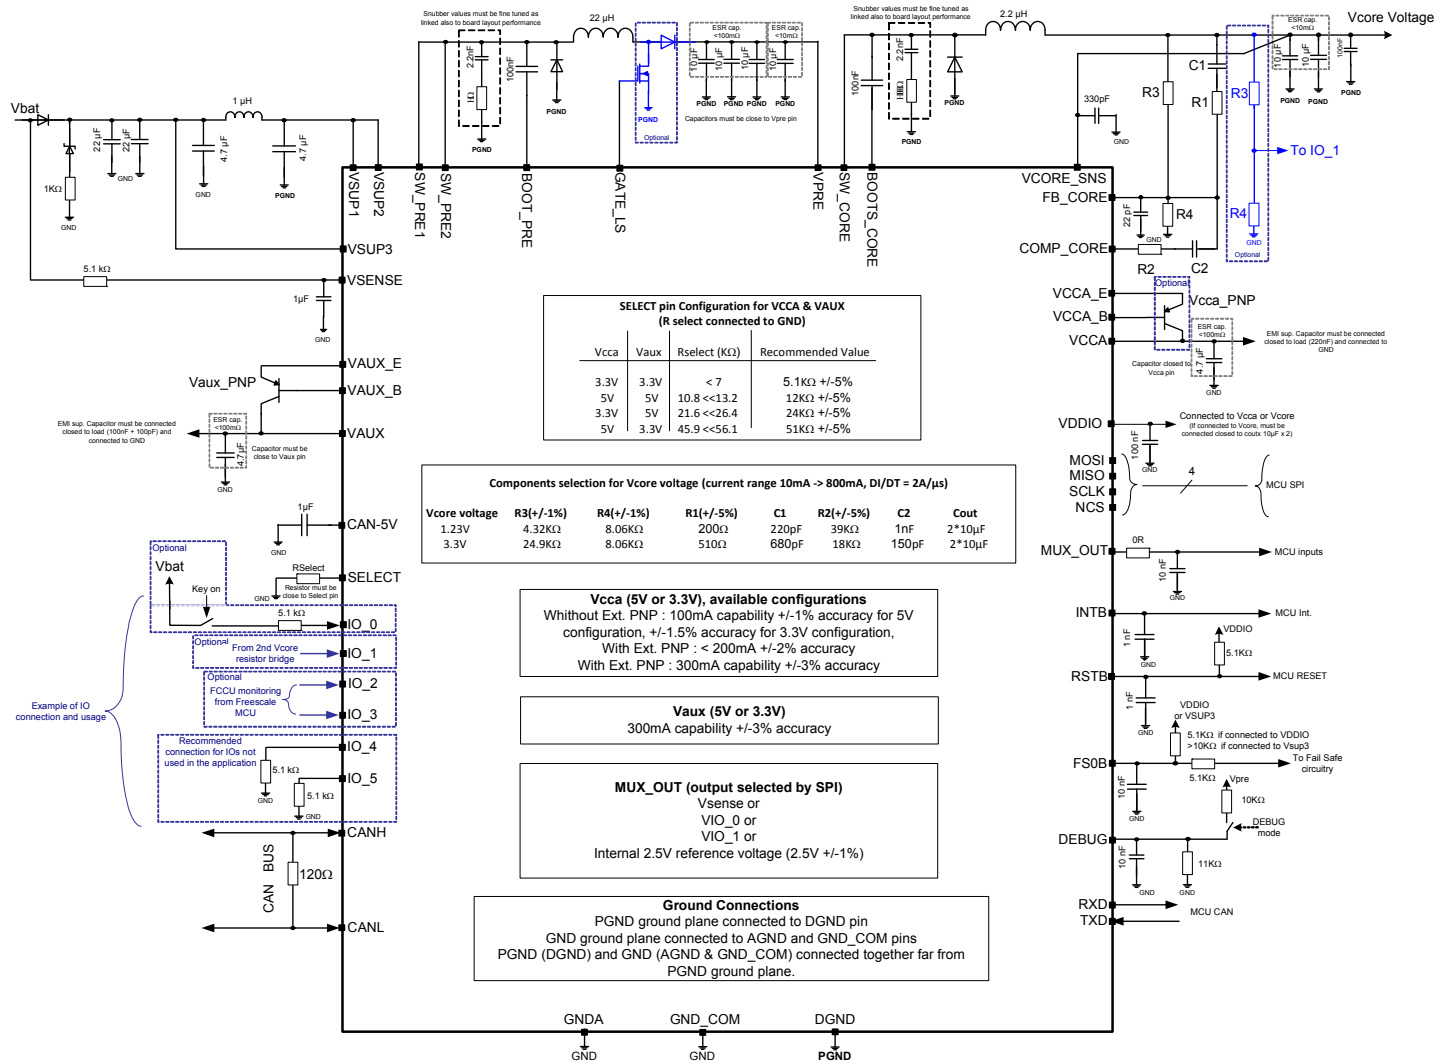 Snubber values must be fine tuned as
linked also to board layout performance
22 µH
ESR cap.
<100mΩ
ESR cap.
<10mΩ
2.2nF
100nF
10 µF
10 µF
10 µF
10 µF
PGND
PGND
PGND
PGND
PGND
PGND
PGND
PGND
Optional
Capacitors must be close to Vpre pin
Snubber values must be fine tuned as
linked also to board layout performance
2.2 µH
2.2nF
100nF
PGND
PGND
ESR cap.
<10mΩ
Vcore Voltage
10 µF
10 µF
100nF
PGND
PGND
PGND
C1
R3
R1
R3
330pF
GND
To IO_1
R4
R4
22 pF
GND
GND
Optional
R2
C2
Vbat
1 µH
22 µF
22 µF
4.7 µF
4.7 µF
1KΩ
GND
GND
GND
PGND
VSUP1
VSUP2
SW_PRE1
SW_PRE2
BOOT_PRE
GATE_LS
VPRE
SW_CORE
BOOTS_CORE
VCORE_SNS
FB_CORE
COMP_CORE
VSUP3
5.1 kΩ
VSENSE
1µF
GND
VAUX_E
Vaux_PNP
VAUX_B
VAUX
EMI sup. Capacitor must be connected
closed to load (100nF + 100pF) and
connected to GND
ESR cap.
<100mΩ
4.7 µF
GND
Capacitor must be
close to Vaux pin
1µF
CAN-5V
GND
RSelect
SELECT
GND
Resistor must be
close to Select pin
Optional
Vbat
Key on
5.1 kΩ
IO_0
Optional
From 2nd Vcore
resistor bridge
IO_1
Optional
FCCU monitoring
from Freescale
MCU
IO_2
IO_3
Example of IO
connection and usage
Recommended
connection for IOs not
used in the application
IO_4
5.1 kΩ
GND
IO_5
5.1 kΩ
GND
CANH
CAN BUS
120Ω
CANL
SELECT pin Configuration for VCCA & VAUX
(R select connected to GND)
Vcca Vaux Rselect (KΩ) Recommended Value
3.3V 3.3V < 7 5.1KΩ +/-5%
5V 5V 10.8 <<13.2 12KΩ +/-5%
3.3V 5V 21.6 <<26.4 24KΩ +/-5%
5V 3.3V 45.9 <<56.1 51KΩ +/-5%
Components selection for Vcore voltage (current range 10mA -> 800mA, DI/DT = 2A/µs)
Vcore voltage R3(+/-1%) R4(+/-1%) R1(+/-5%) C1 R2(+/-5%) C2 Cout
1.23V 4.32KΩ 8.06KΩ 200Ω 220pF 39KΩ 1nF 2*10µF
3.3V 24.9KΩ 8.06KΩ 510Ω 680pF 18KΩ 150pF 2*10µF
Vcca (5V or 3.3V), available configurations
Whithout Ext. PNP : 100mA capability +/-1% accuracy for 5V
configuration, +/-1.5% accuracy for 3.3V configuration,
With Ext. PNP : < 200mA +/-2% accuracy
With Ext. PNP : 300mA capability +/-3% accuracy
Vaux (5V or 3.3V)
300mA capability +/-3% accuracy
MUX_OUT (output selected by SPI)
Vsense or
VIO_0 or
VIO_1 or
Internal 2.5V reference voltage (2.5V +/-1%)
Ground Connections
PGND ground plane connected to DGND pin
GND ground plane connected to AGND and GND_COM pins
PGND (DGND) and GND (AGND & GND_COM) connected together far from
PGND ground plane.
VCCA_E
Optional
Vcca_PNP
VCCA_B
VCCA
ESR cap.
<100mΩ
4.7 µF
GND
Capacitor closed to
Vcca pin
EMI sup. Capacitor must be connected
closed to load (220nF) and connected to
GND
VDDIO
100 nF
GND
Connected to Vcca or Vcore
(If connected to Vcore, must be
connected closed to coutx 10µF x 2)
MOSI
MISO
SCLK
NCS
4
MCU SPI
MUX_OUT
0R
10 nF
GND
MCU inputs
INTB
1 nF
GND
MCU Int.
VDDIO
5.1KΩ
RSTB
1 nF
GND
MCU RESET
VDDIO
or VSUP3
5.1KΩ if connected to VDDIO
>10KΩ if connected to Vsup3
FS0B
10 nF
GND
5.1KΩ
To Fail Safe
circuitry
Vpre
10KΩ
DEBUG
mode
DEBUG
10 nF
GND
11KΩ
GND
RXD
TXD
MCU CAN
GNDA
GND_COM
DGND
GND
GND
PGND